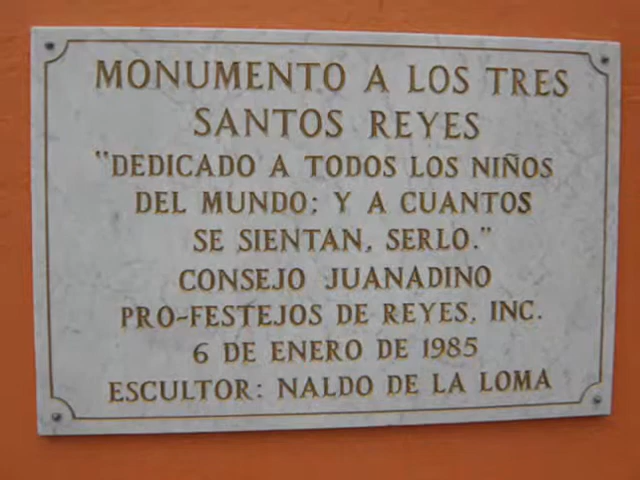 MONUMENTO A LOS TRES
SANTOS REYES
"DEDICADO A TODOS LOS NIÑOS
DEL MUNDO: Y A CUANTOS
SE SIENTAN, SERLO."
CONSEJO JUANADINO
PRO-FESTEJOS DE REYES, INC.
6 DE ENERO DE 1985
ESCULTOR: NALDO DE LA LOMA